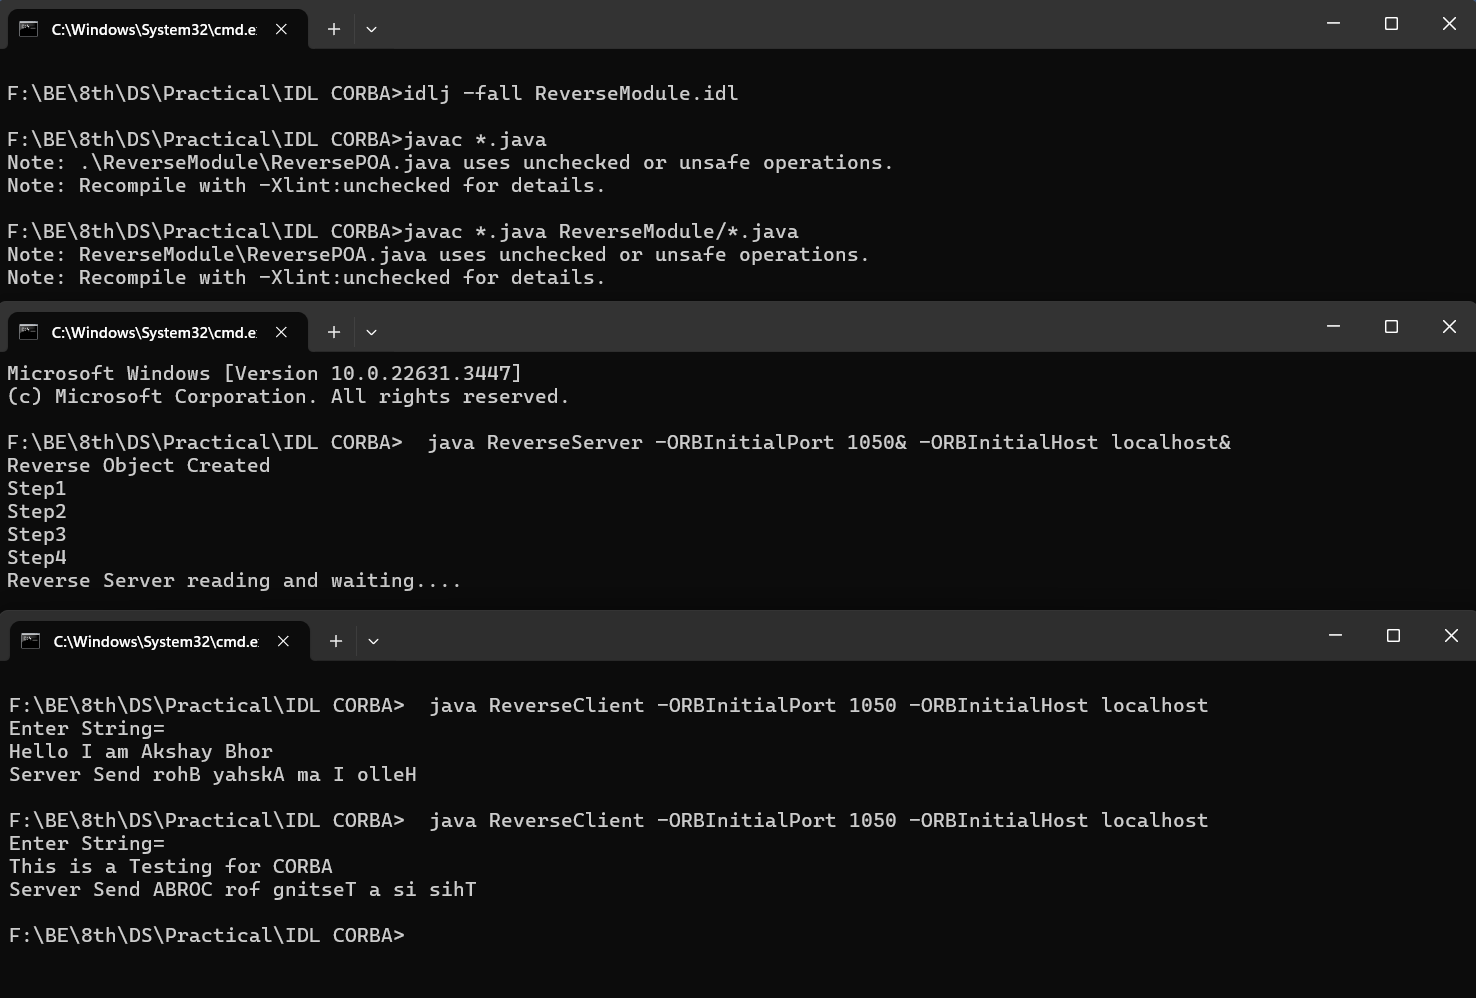 C:\Windows\System32\cmd.e
F:\BE\8th\DS\Practical\IDL CORBA>idlj -fall ReverseModule.idl
F:\BE\8th\DS\Practical\IDL CORBA>javac *.java
Note: .\ReverseModule\ReversePOA.java uses unchecked or unsafe operations.
Note: Recompile with -Xlint:unchecked for details.
F:\BE\8th\DS\Practical\IDL CORBA>javac *.java ReverseModule/*.java
Note: ReverseModule\ReversePOA.java uses unchecked or unsafe operations.
Note: Recompile with -Xlint:unchecked for details.
C:\Windows\System32\cmd.e
Microsoft Windows [Version 10.0.22631.3447]
(c) Microsoft Corporation. All rights reserved.
F:\BE\8th\DS\Practical\IDL CORBA>  java ReverseServer -ORBInitialPort 1050& -ORBInitialHost localhost&
Reverse Object Created
Step1
Step2
Step3
Step4
Reverse Server reading and waiting....
C:\Windows\System32\cmd.e
F:\BE\8th\DS\Practical\IDL CORBA>  java ReverseClient -ORBInitialPort 1050 -ORBInitialHost localhost
Enter String=
Hello I am Akshay Bhor
Server Send rohB yahskA ma I olleH
F:\BE\8th\DS\Practical\IDL CORBA>  java ReverseClient -ORBInitialPort 1050 -ORBInitialHost localhost
Enter String=
This is a Testing for CORBA
Server Send ABROC rof gnitseT a si sihT
F:\BE\8th\DS\Practical\IDL CORBA>